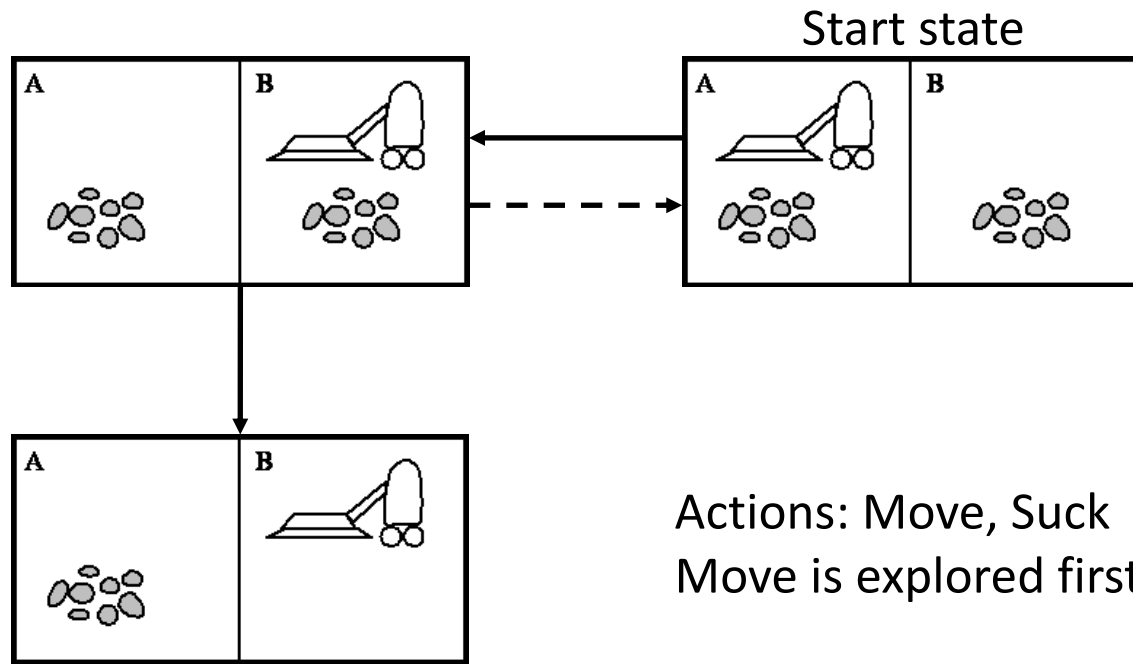 Start state
A B
A B
A B
Actions: Move, Suck
Move is explored first